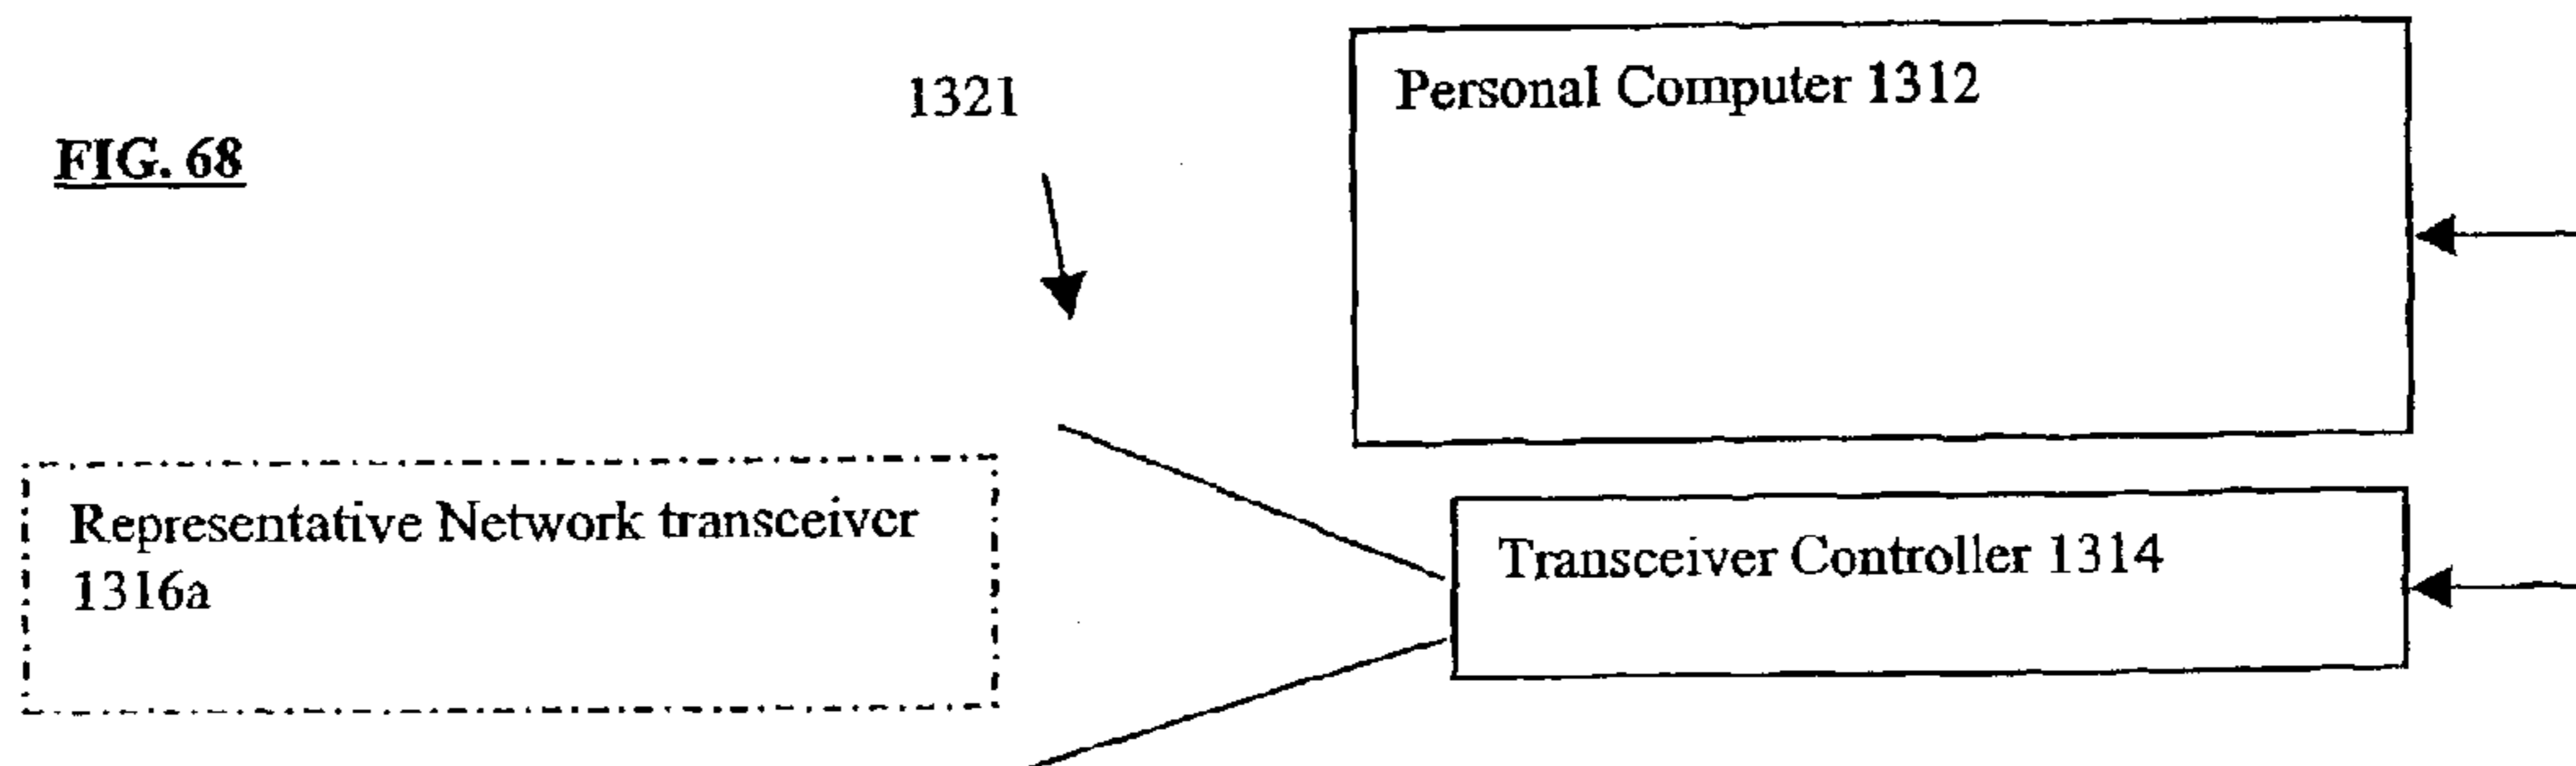 1321
Personal Computer 1312
FIG. 68
Representative Network transceiver
1316a
Transceiver Controller 1314